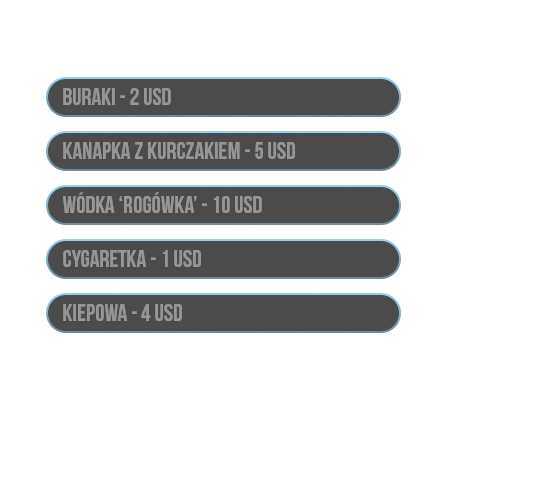 BURAKI - 2 USD
KANAPKA Z KURCZAKIEM - 5 USD
WÓDKA ‘ROGÓWKA’ - 10 USD
CYGARETKA - 1 USD
KIEPOWA - 4 USD